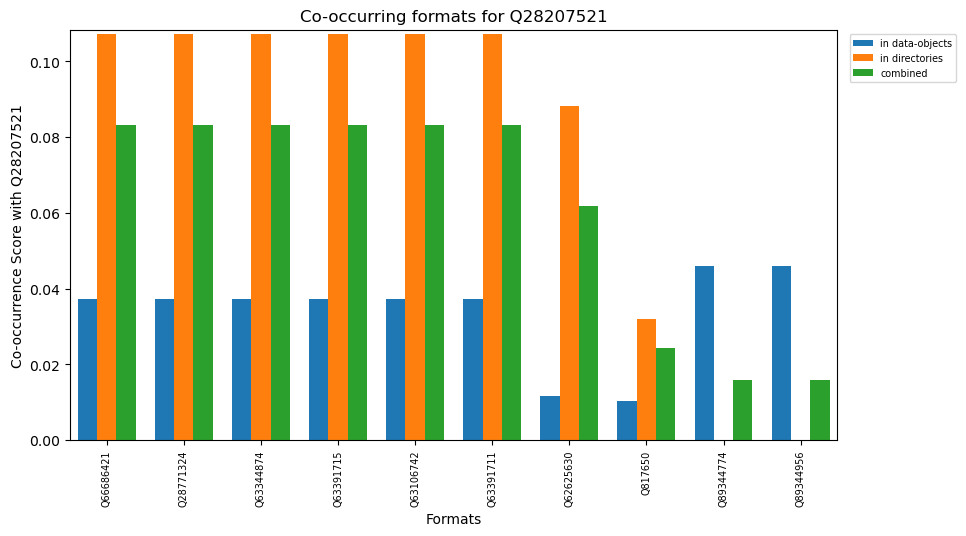 Co-occurring formats for Q28207521
in data-objects
in directories
combined
Co-occurrence Score with Q28207521
0.10
0.08
0.06
0.04
0.02
0.00
Q66686421
Q28771324
Q63344874
Q63391715
Q63106742
Q63391711
Q62625630
Q817650
Q89344774
Q89344956
Formats